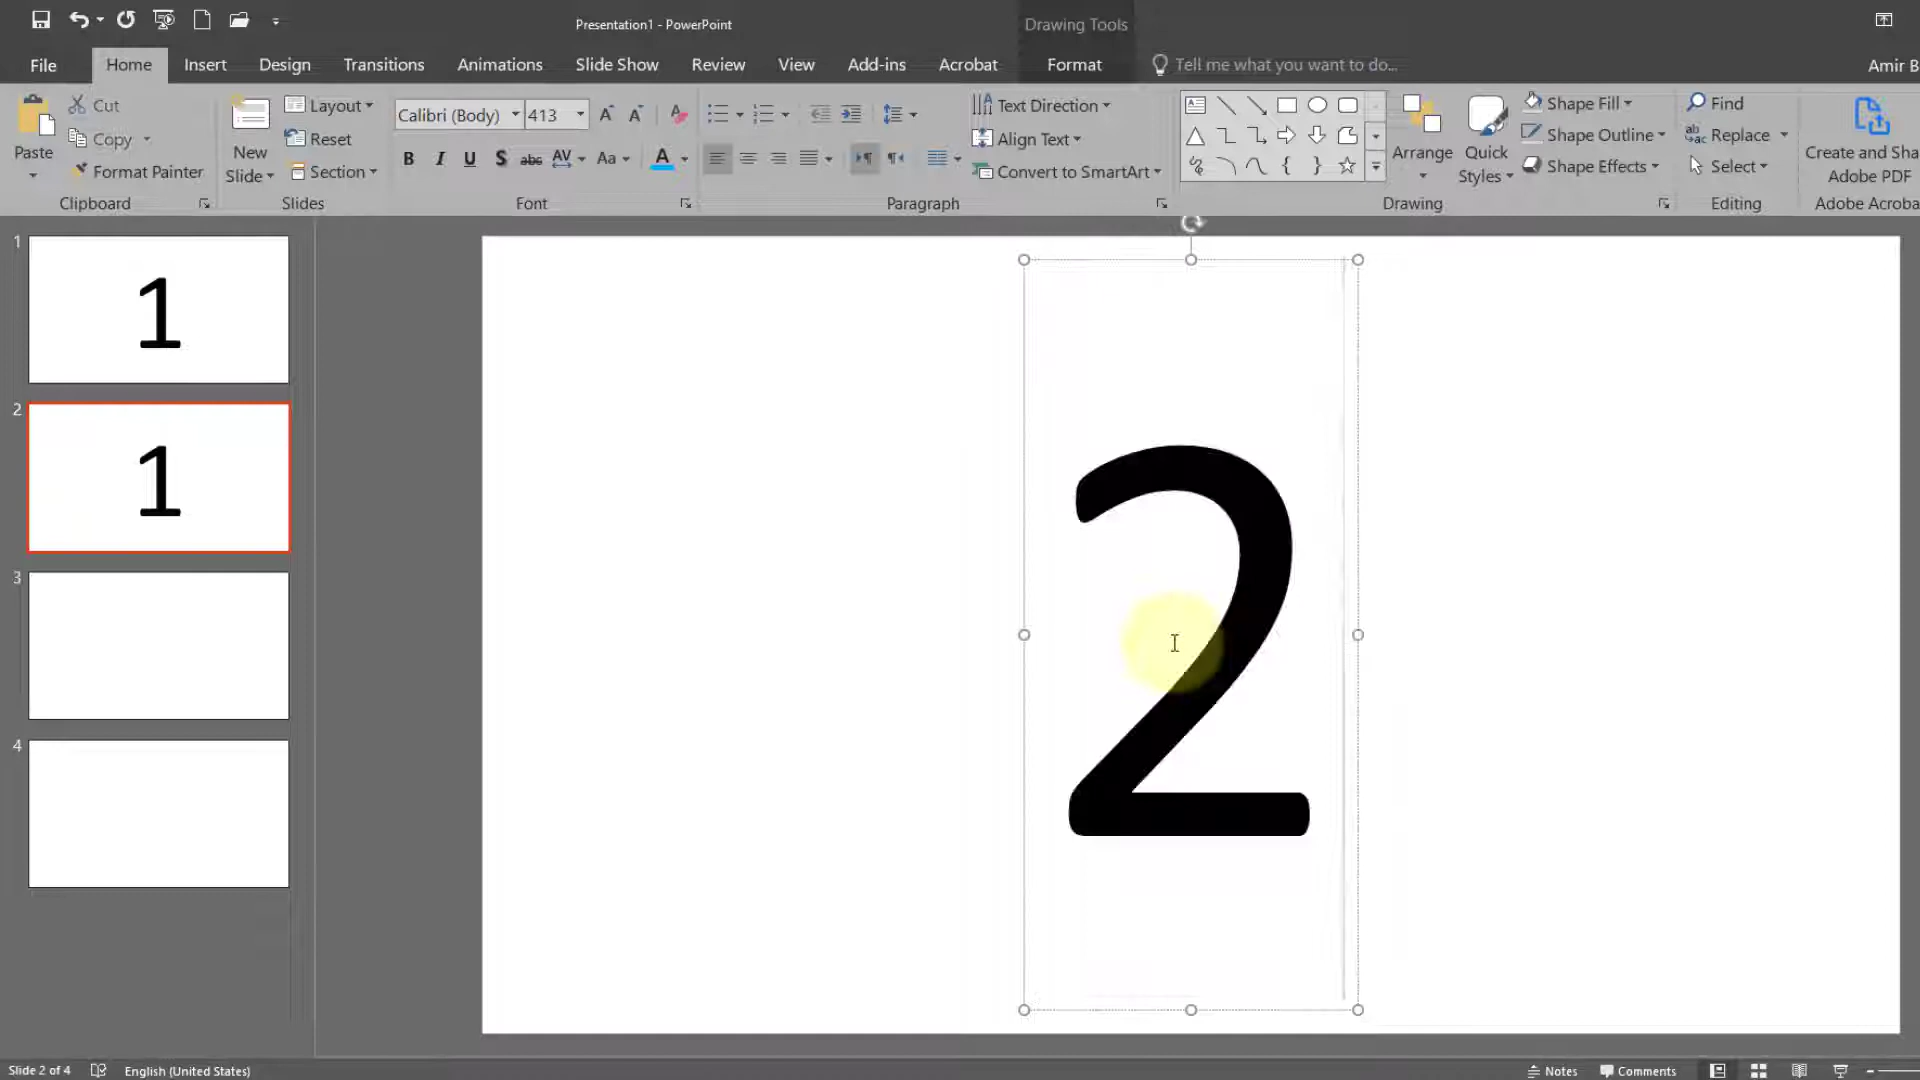 Presentation1 - PowerPoint
Drawing Tools
File Home Insert Design Transitions Animations Slide Show Review View Add-ins Acrobat Format Tell me what you want to do... Amir B
Cut
Copy
Format Painter
Paste
Clipboard
New
Slide
Layout
Reset
Section
Slides
Calibri (Body) 413
B I U S abc AV Aa A
Font
Text Direction
Align Text
Convert to SmartArt
Paragraph
Arrange
Quick
Styles
Shape Fill
Shape Outline
Shape Effects
Drawing
Find
Replace
Select
Editing
Create and Sha
Adobe PDF
Adobe Acroba
1
1
2
1
3
4
2
Slide 2 of 4 English (United States) Notes Comments